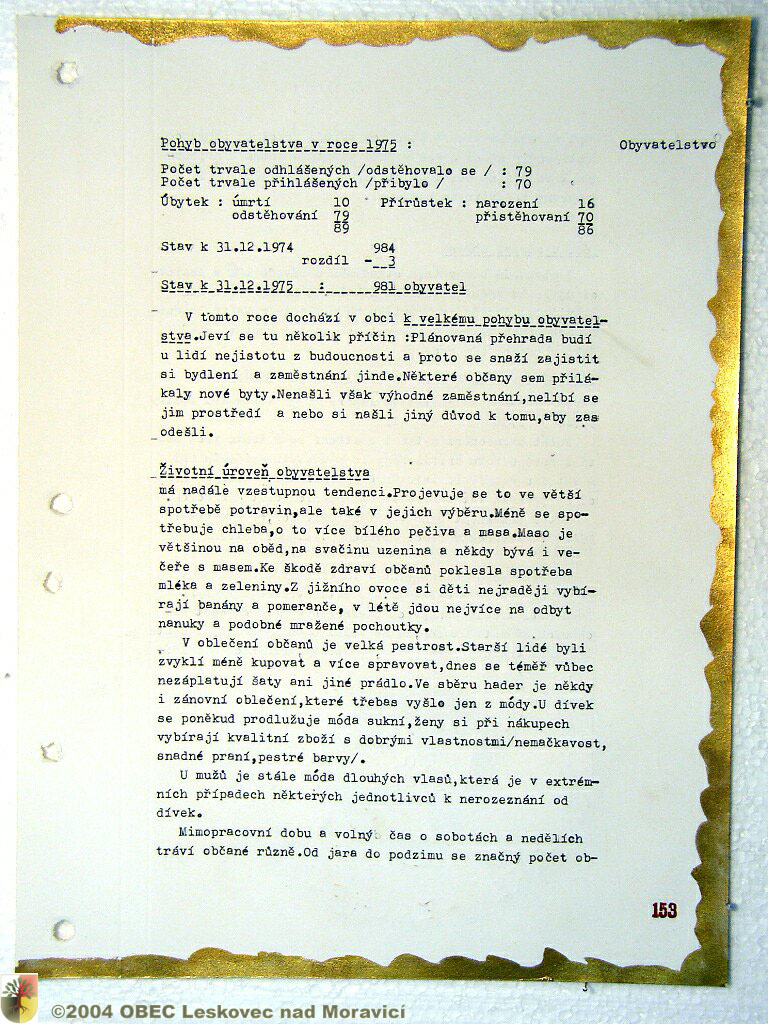 Pohyb obyvatelstva v roce 1975 : Obyvatelstvo
Počet trvale odhlášených /odstěhovalo se / : 79
Počet trvale přihlášených /přibylo / : 70
Úbytek : úmrtí 10 Přírůstek : narození 16
odstěhování 79 přistěhovaní 70
89 86
Stav k 31.12.1974 984
rozdíl -__3
Stav k 31.12.1975 : 981 obyvatel
V tomto roce dochází v obci k velkému pohybu obyvatel-
stva.Jeví se tu několik příčin :Plánovaná přehrada budí
u lidí nejistotu z budoucnosti a proto se snaží zajistit
si bydlení a zaměstnání jinde.Některé občany sem přilá-
kaly nové byty.Nenašli však výhodné zaměstnání,nelíbí se
jim prostředí a nebo si našli jiný důvod k tomu,aby zas
odešli.
Životní úroveň obyvatelstva
má nadále vzestupnou tendenci.Projevuje se to ve větší
spotřebě potravin,ale také v jejich výběru.Méně se spo-
třebuje chleba,o to více bílého pečiva a masa.Maso je
většinou na oběd,na svačinu uzenina a někdy bývá i ve-
čeře s masem.Ke škodě zdraví občanů poklesla spotřeba
mléka a zeleniny.Z jižního ovoce si děti nejraději vybí-
rají banány a pomeranče, v létě jdou nejvíce na odbyt
nanuky a podobné mražené pochoutky.
V oblečení občanů je velká pestrost.Starší lidé byli
zvyklí méně kupovat a více spravovat,dnes se téměř vůbec
nezáplatují šaty ani jiné prádlo.Ve sběru hader je někdy
i zánovní oblečení,které třebas vyšlo jen z módy.U dívek
se poněkud prodlužuje móda sukní,ženy si při nákupech
vybírají kvalitní zboží s dobrými vlastnostmi/nemačkavost,
snadné praní,pestré barvy/.
U mužů je stále móda dlouhých vlasů,která je v extrém-
ních případech některých jednotlivců k nerozeznání od
dívek.
Mimopracovní dobu a volný čas o sobotách a nedělích
tráví občané různě.Od jara do podzimu se značný počet ob-
153
©2004 OBEC Leskovec nad Moravicí